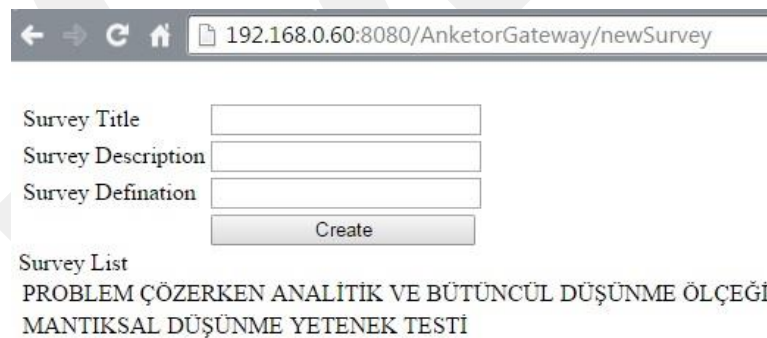 192.168.0.60:8080/AnketorGateway/newSurvey
Survey Title
Survey Description
Survey Defination
Create
Survey List
PROBLEM ÇÖZERKEN ANALİTİK VE BÜTÜNCÜL DÜŞÜNME ÖLÇEĞİ
MANTIKSAL DÜŞÜNME YETENEK TESTİ